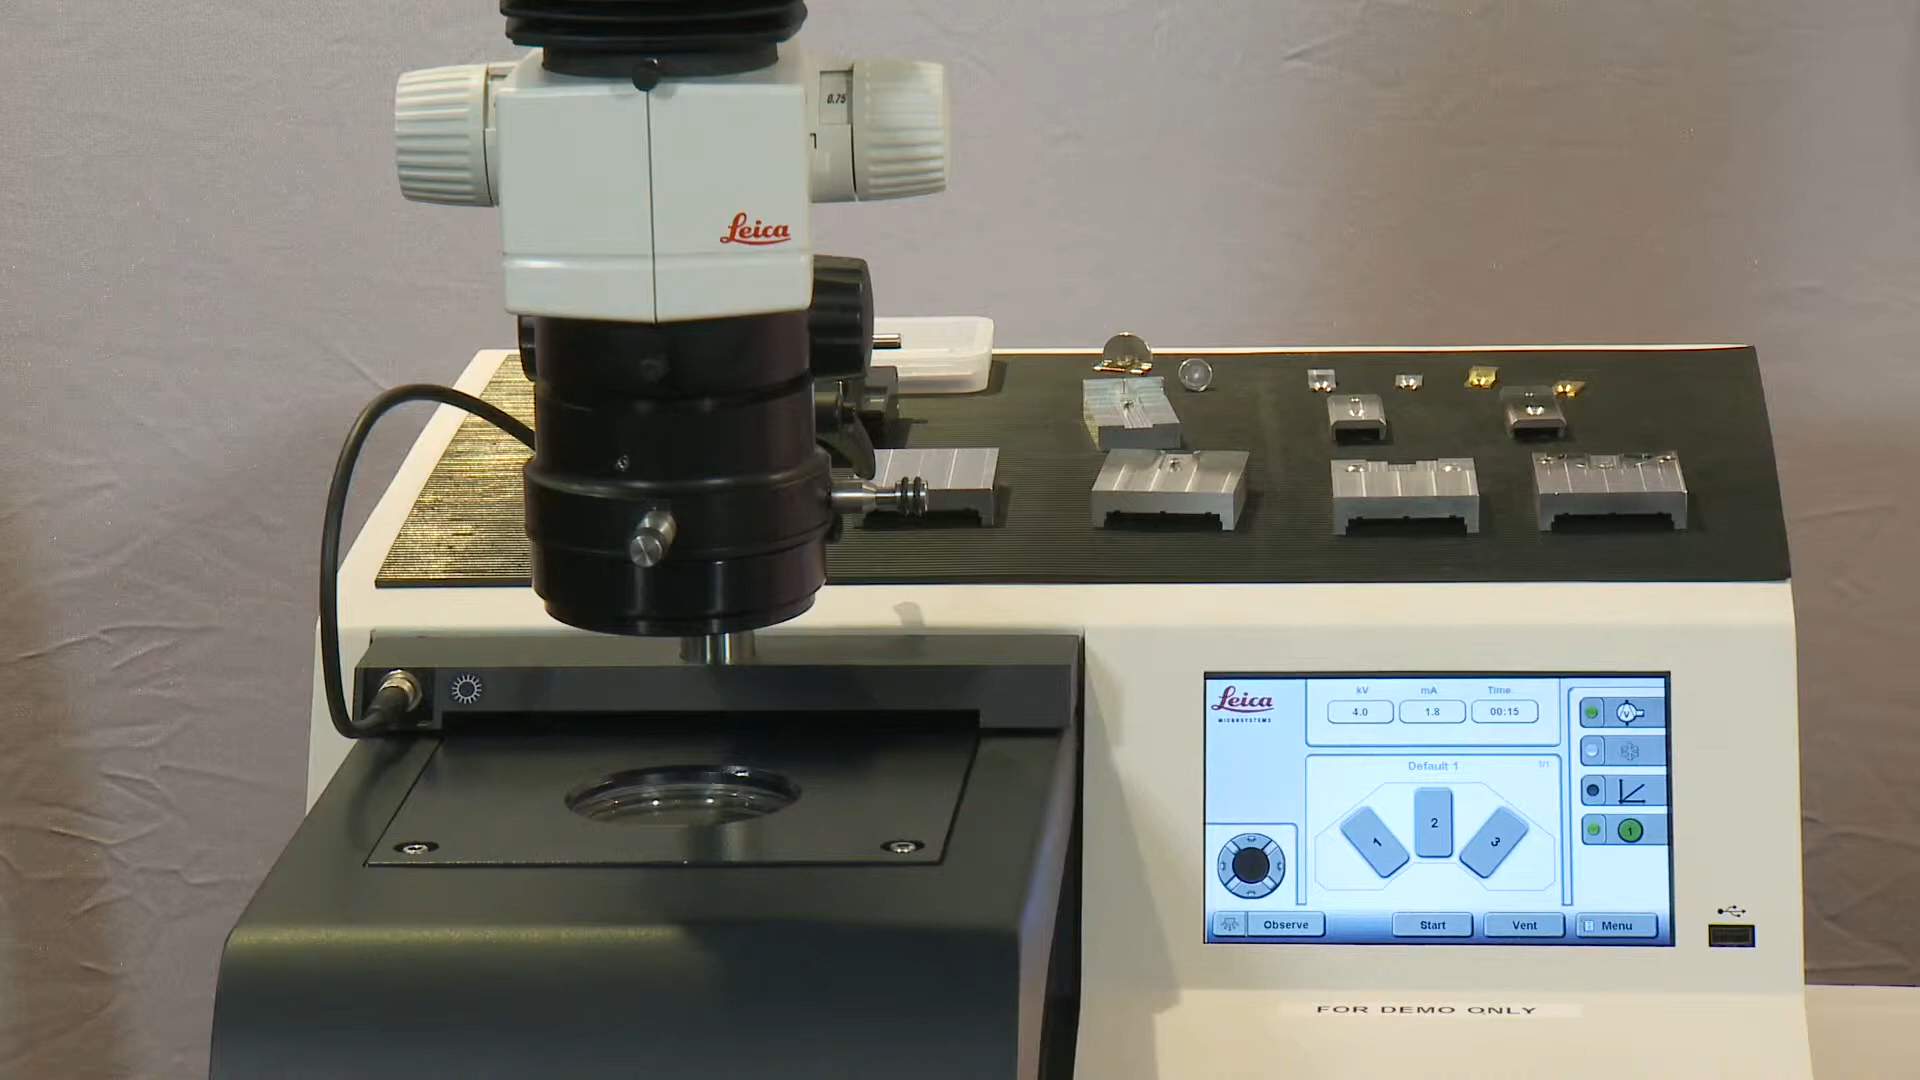 0.75
Leica
Leica
MICROSYSTEMS
kV
mA
Time
4.0
1.8
00:15
Default 1
1/1
1
2
3
1
Observe
Start
Vent
Menu
FOR DEMO ONLY